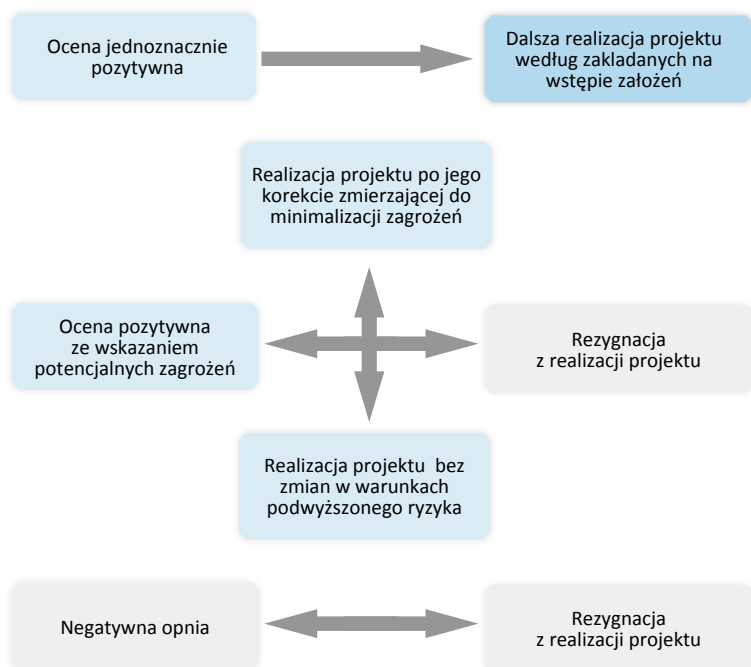 Ocena jednoznacznie
pozytywna
Dalsza realizacja projektu
według zakladanych na
wstępie założeń
Realizacja projektu po jego
korekcie zmierzającej do
minimalizacji zagrożeń
Ocena pozytywna
ze wskazaniem
potencjalnych zagrożeń
Rezygnacja
z realizacji projektu
Realizacja projektu  bez
zmian w warunkach
podwyższonego ryzyka
Negatywna opnia
Rezygnacja
z realizacji projektu